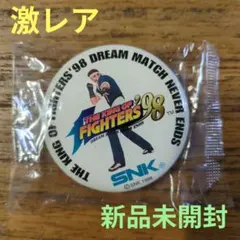 激レア
THE KING OF FIGHTERS'98 DREAM MATCH NEVER ENDS
THE KING OF
FIGHTERS'98
SNK
新品未開封